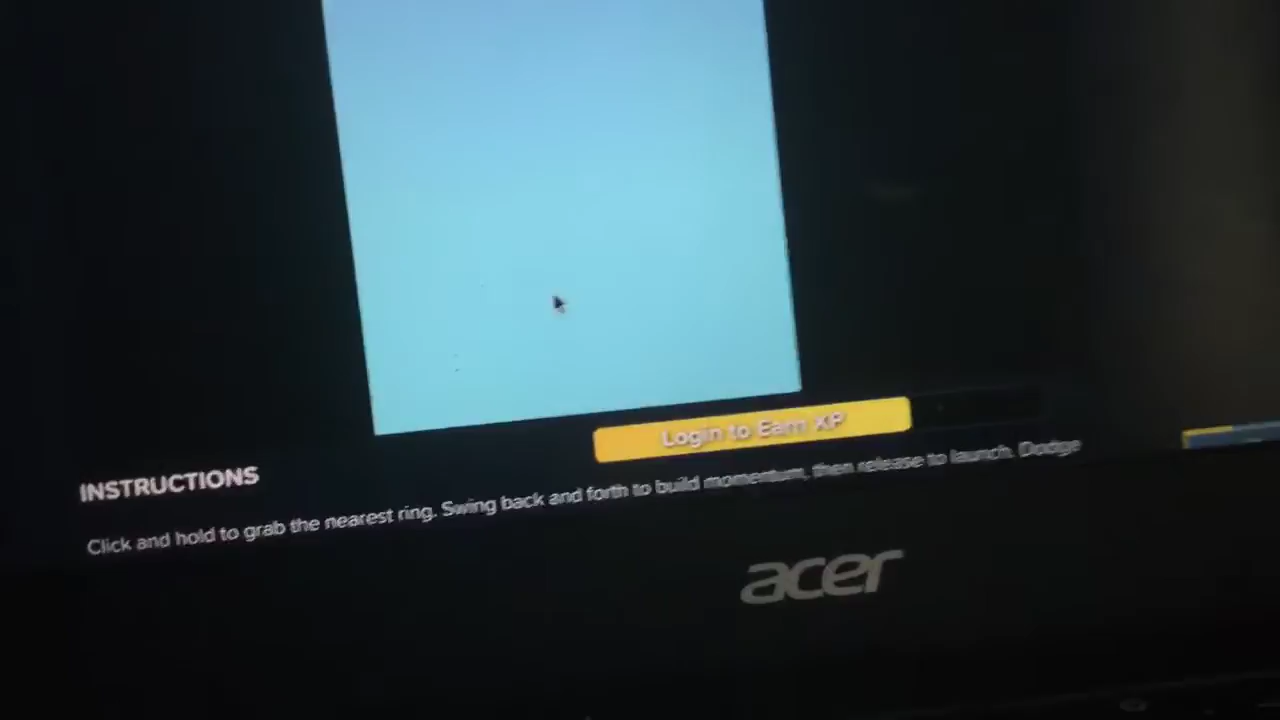 Login to Earn XP
INSTRUCTIONS
Click and hold to grab the nearest ring. Swing back and forth to build momentum, then release to launch. Dodge
acer